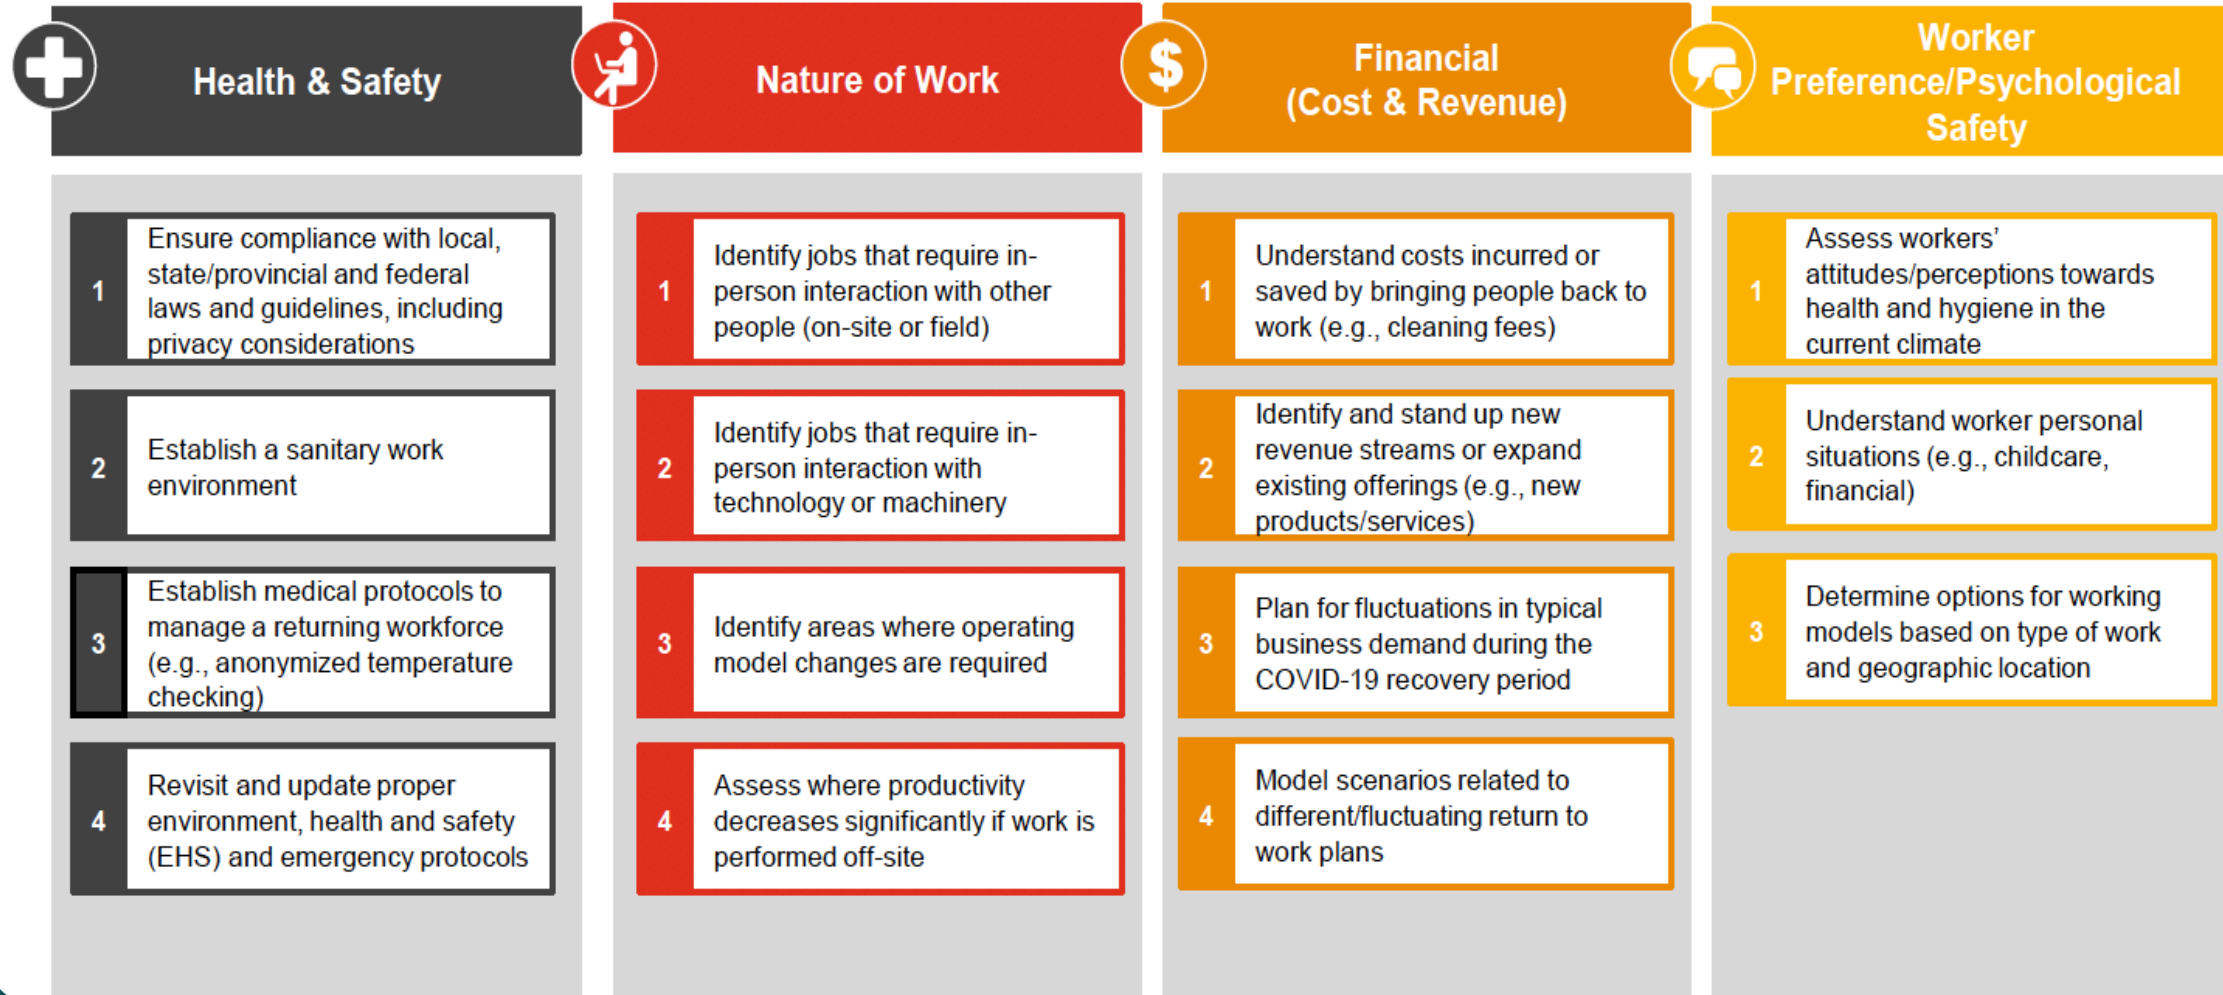 Health & Safety
1
Ensure compliance with local,
state/provincial and federal
laws and guidelines, including
privacy considerations
2
Establish a sanitary work
environment
3
Establish medical protocols to
manage a returning workforce
(e.g., anonymized temperature
checking)
4
Revisit and update proper
environment, health and safety
(EHS) and emergency protocols
Nature of Work
1
Identify jobs that require in-
person interaction with other
people (on-site or field)
2
Identify jobs that require in-
person interaction with
technology or machinery
3
Identify areas where operating
model changes are required
4
Assess where productivity
decreases significantly if work is
performed off-site
$
Financial
(Cost & Revenue)
1
Understand costs incurred or
saved by bringing people back to
work (e.g., cleaning fees)
2
Identify and stand up new
revenue streams or expand
existing offerings (e.g., new
products/services)
3
Plan for fluctuations in typical
business demand during the
COVID-19 recovery period
4
Model scenarios related to
different/fluctuating return to
work plans
Worker
Preference/Psychological
Safety
1
Assess workers’
attitudes/perceptions towards
health and hygiene in the
current climate
2
Understand worker personal
situations (e.g., childcare,
financial)
3
Determine options for working
models based on type of work
and geographic location